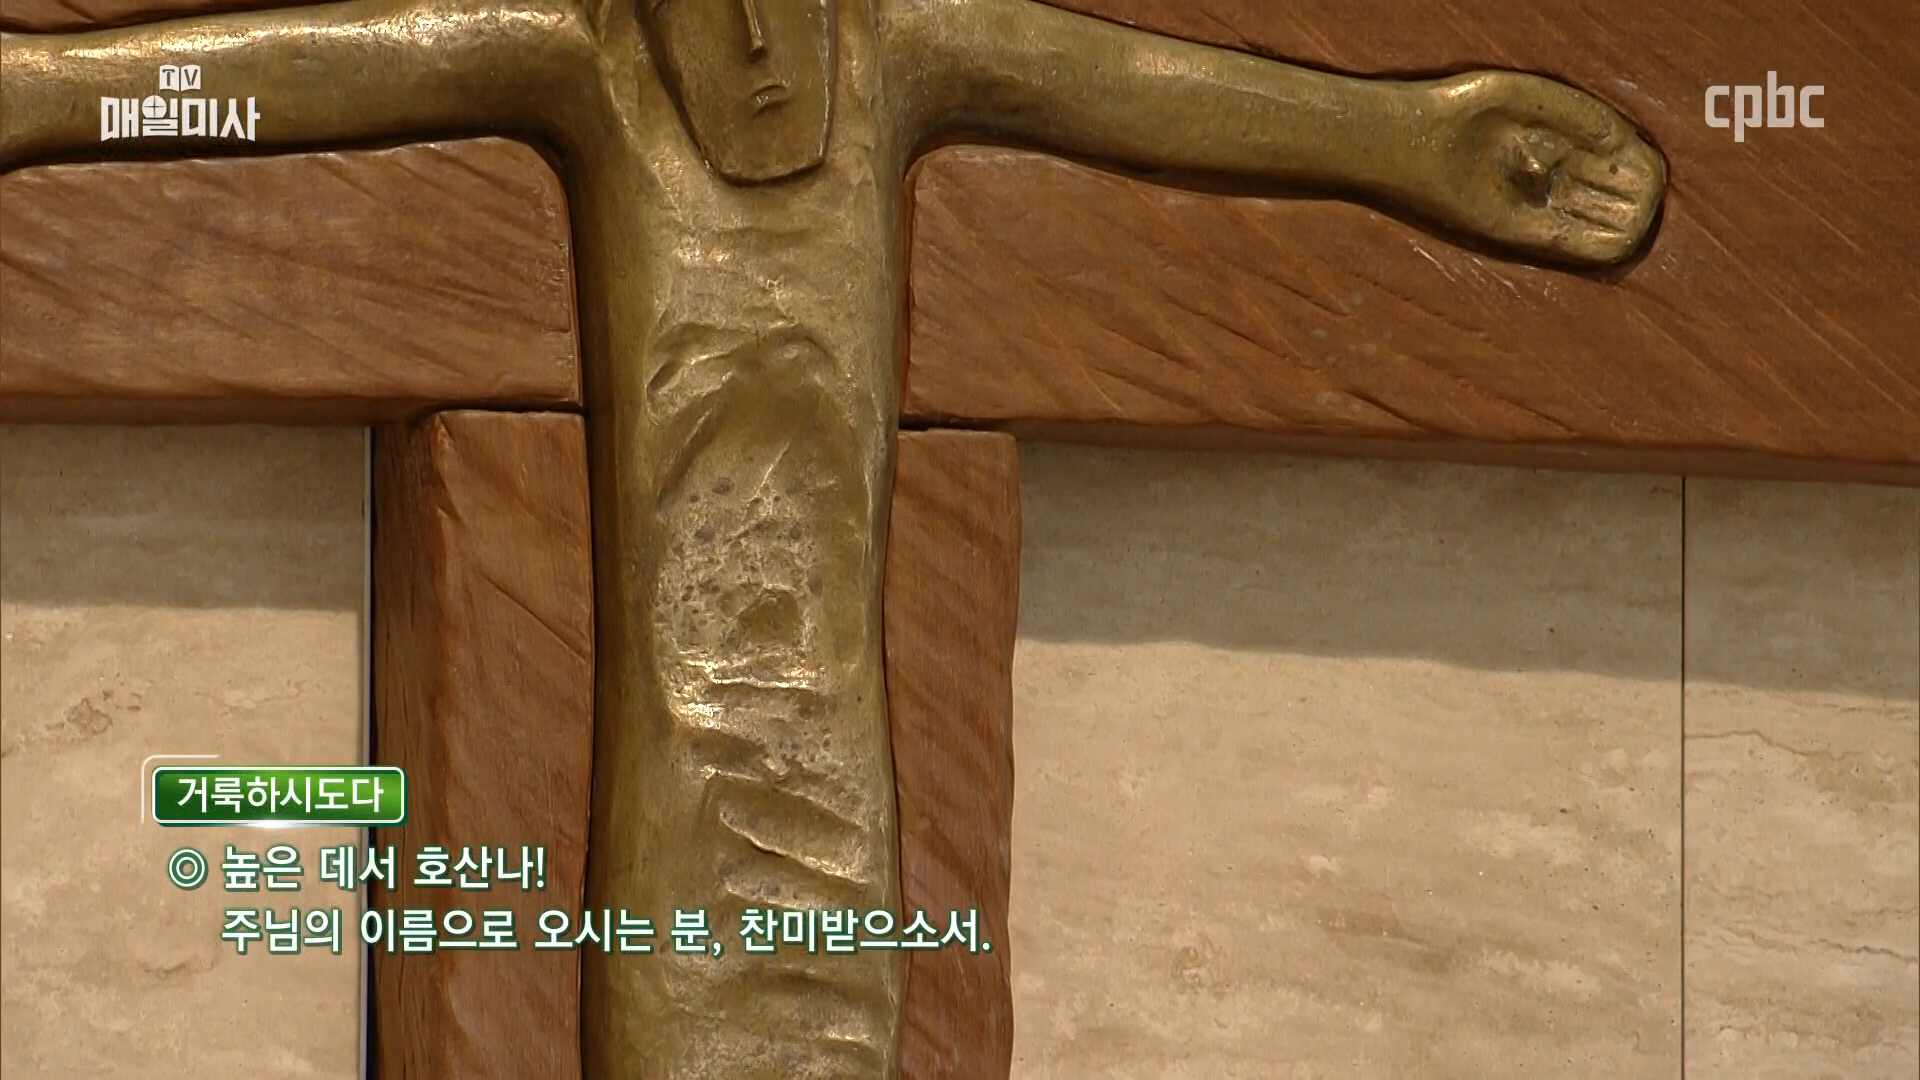 TV
매일미사
cpbc
거룩하시도다
◎ 높은 데서 호산나!
주님의 이름으로 오시는 분, 찬미받으소서.